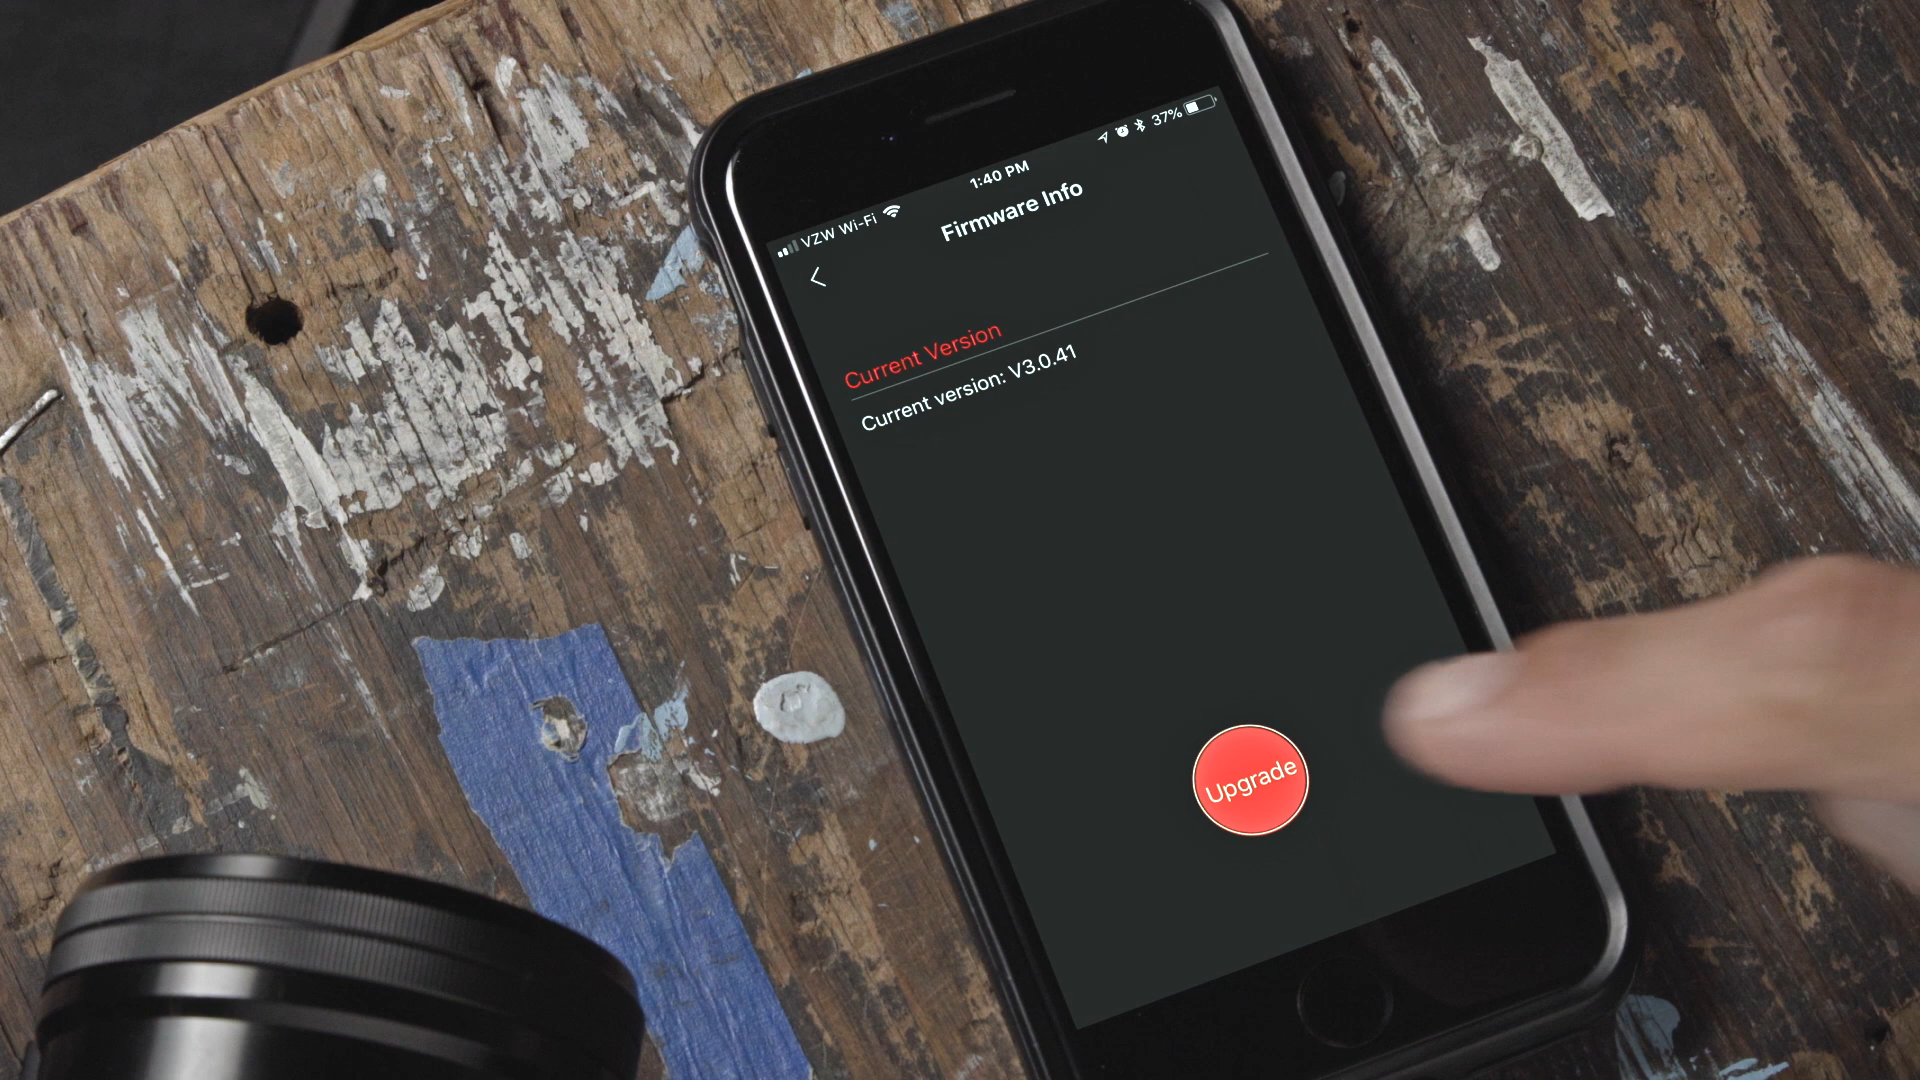 VZW Wi-Fi 1:40 PM 37%
Firmware Info
Current Version
Current version: V3.0.41
Upgrade